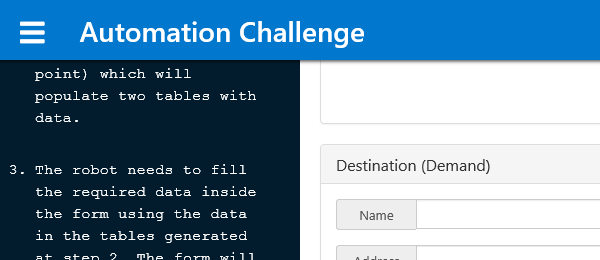 Automation Challenge
point) which will
populate two tables with
data.
3. The robot needs to fill
the required data inside
the form using the data
in the tables generated
at step 2. The form will
Destination (Demand)
Name
Address